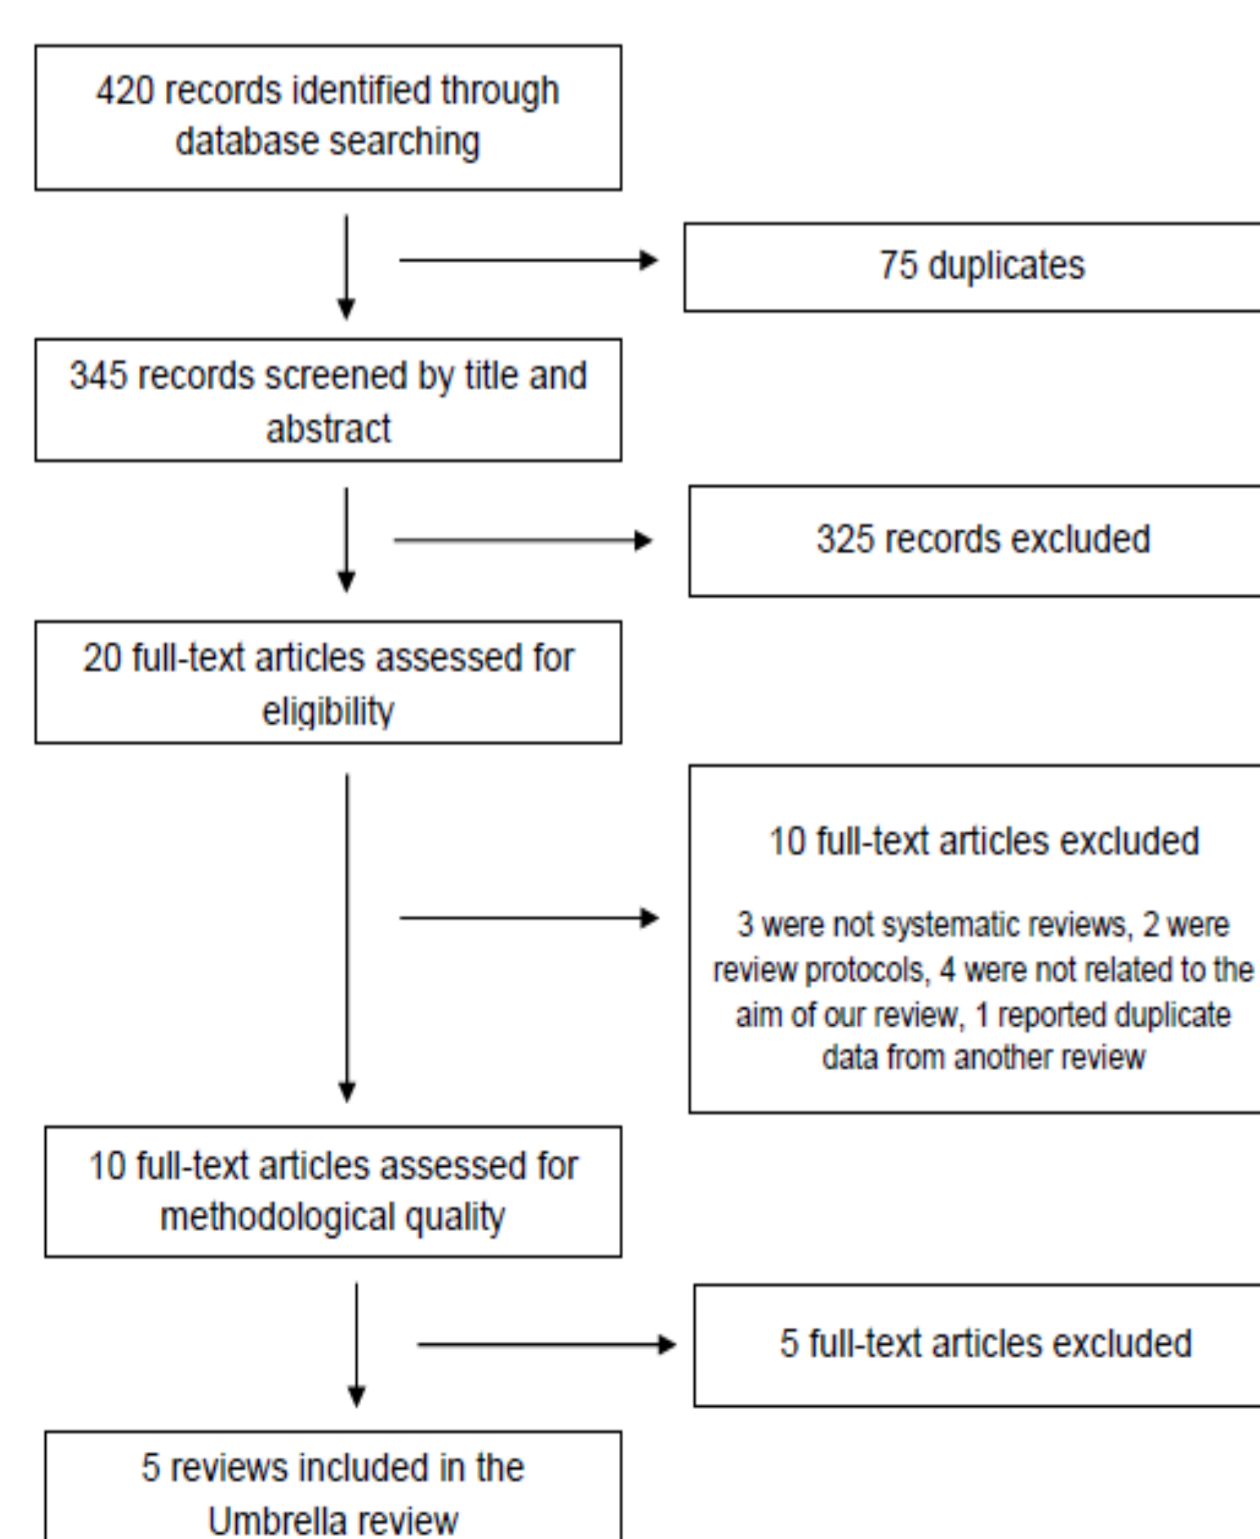 420 records identified through
database searching
75 duplicates
345 records screened by title and
abstract
325 records excluded
20 full-text articles assessed for
eligibility
10 full-text articles excluded
3 were not systematic reviews, 2 were
review protocols, 4 were not related to the
aim of our review, 1 reported duplicate
data from another review
10 full-text articles assessed for
methodological quality
5 full-text articles excluded
5 reviews included in the
Umbrella review